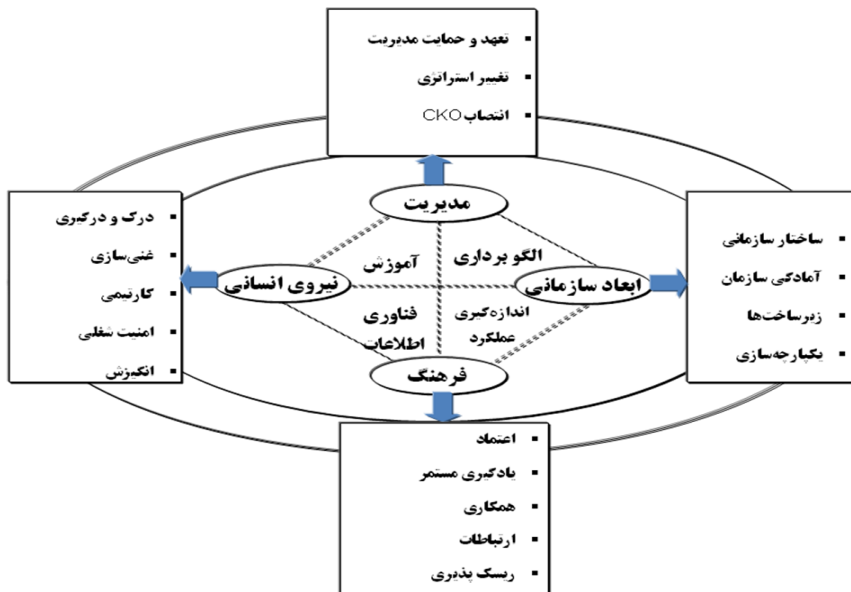 تعهد و حمایت مدیریت
تغییر استراتژی
انتصاب CKO
مدیریت
ساختار سازمانی
آمادگی سازمان
زیرساخت‌ها
یکپارچه‌سازی
ابعاد سازمانی
الگو برداری
آموزش
اندازه‌گیری
عملکرد
فناوری
اطلاعات
نیروی انسانی
درک و درگیری
غنی‌سازی
کارتیمی
امنیت شغلی
انگیزش
فرهنگ
اعتماد
یادگیری مستمر
همکاری
ارتباطات
ریسک پذیری